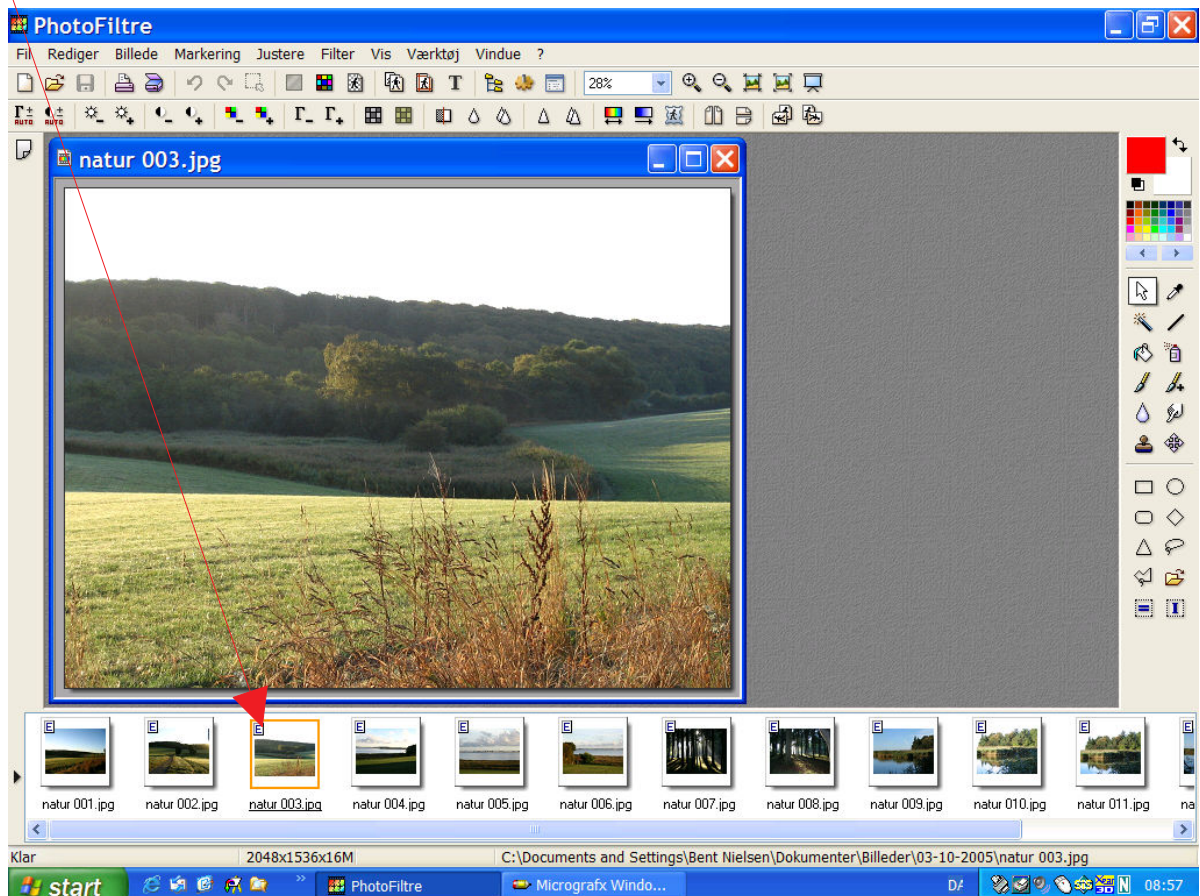 PhotoFiltre
Fil Rediger Billede Markering Justere Filter Vis Værktøj Vindue ?
T 28%
AUTO AUTO
natur 003.jpg
E E E E E E E E E E E E
natur 001.jpg natur 002.jpg natur 003.jpg natur 004.jpg natur 005.jpg natur 006.jpg natur 007.jpg natur 008.jpg natur 009.jpg natur 010.jpg natur 011.jpg na
Klar 2048x1536x16M C:\Documents and Settings\Bent Nielsen\Dokumenter\Billeder\03-10-2005\natur 003.jpg
start PhotoFiltre Micrografx Windo... N 08:57